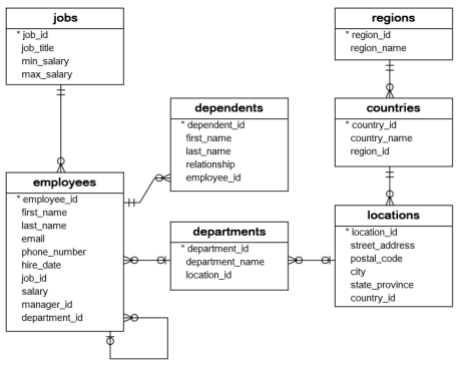 jobs
* job_id
job_title
min_salary
max_salary
regions
* region_id
region_name
dependents
* dependent_id
first_name
last_name
relationship
employee_id
countries
* country_id
country_name
region_id
employees
* employee_id
first_name
last_name
email
phone_number
hire_date
job_id
salary
manager_id
department_id
departments
* department_id
department_name
location_id
locations
* location_id
street_address
postal_code
city
state_province
country_id